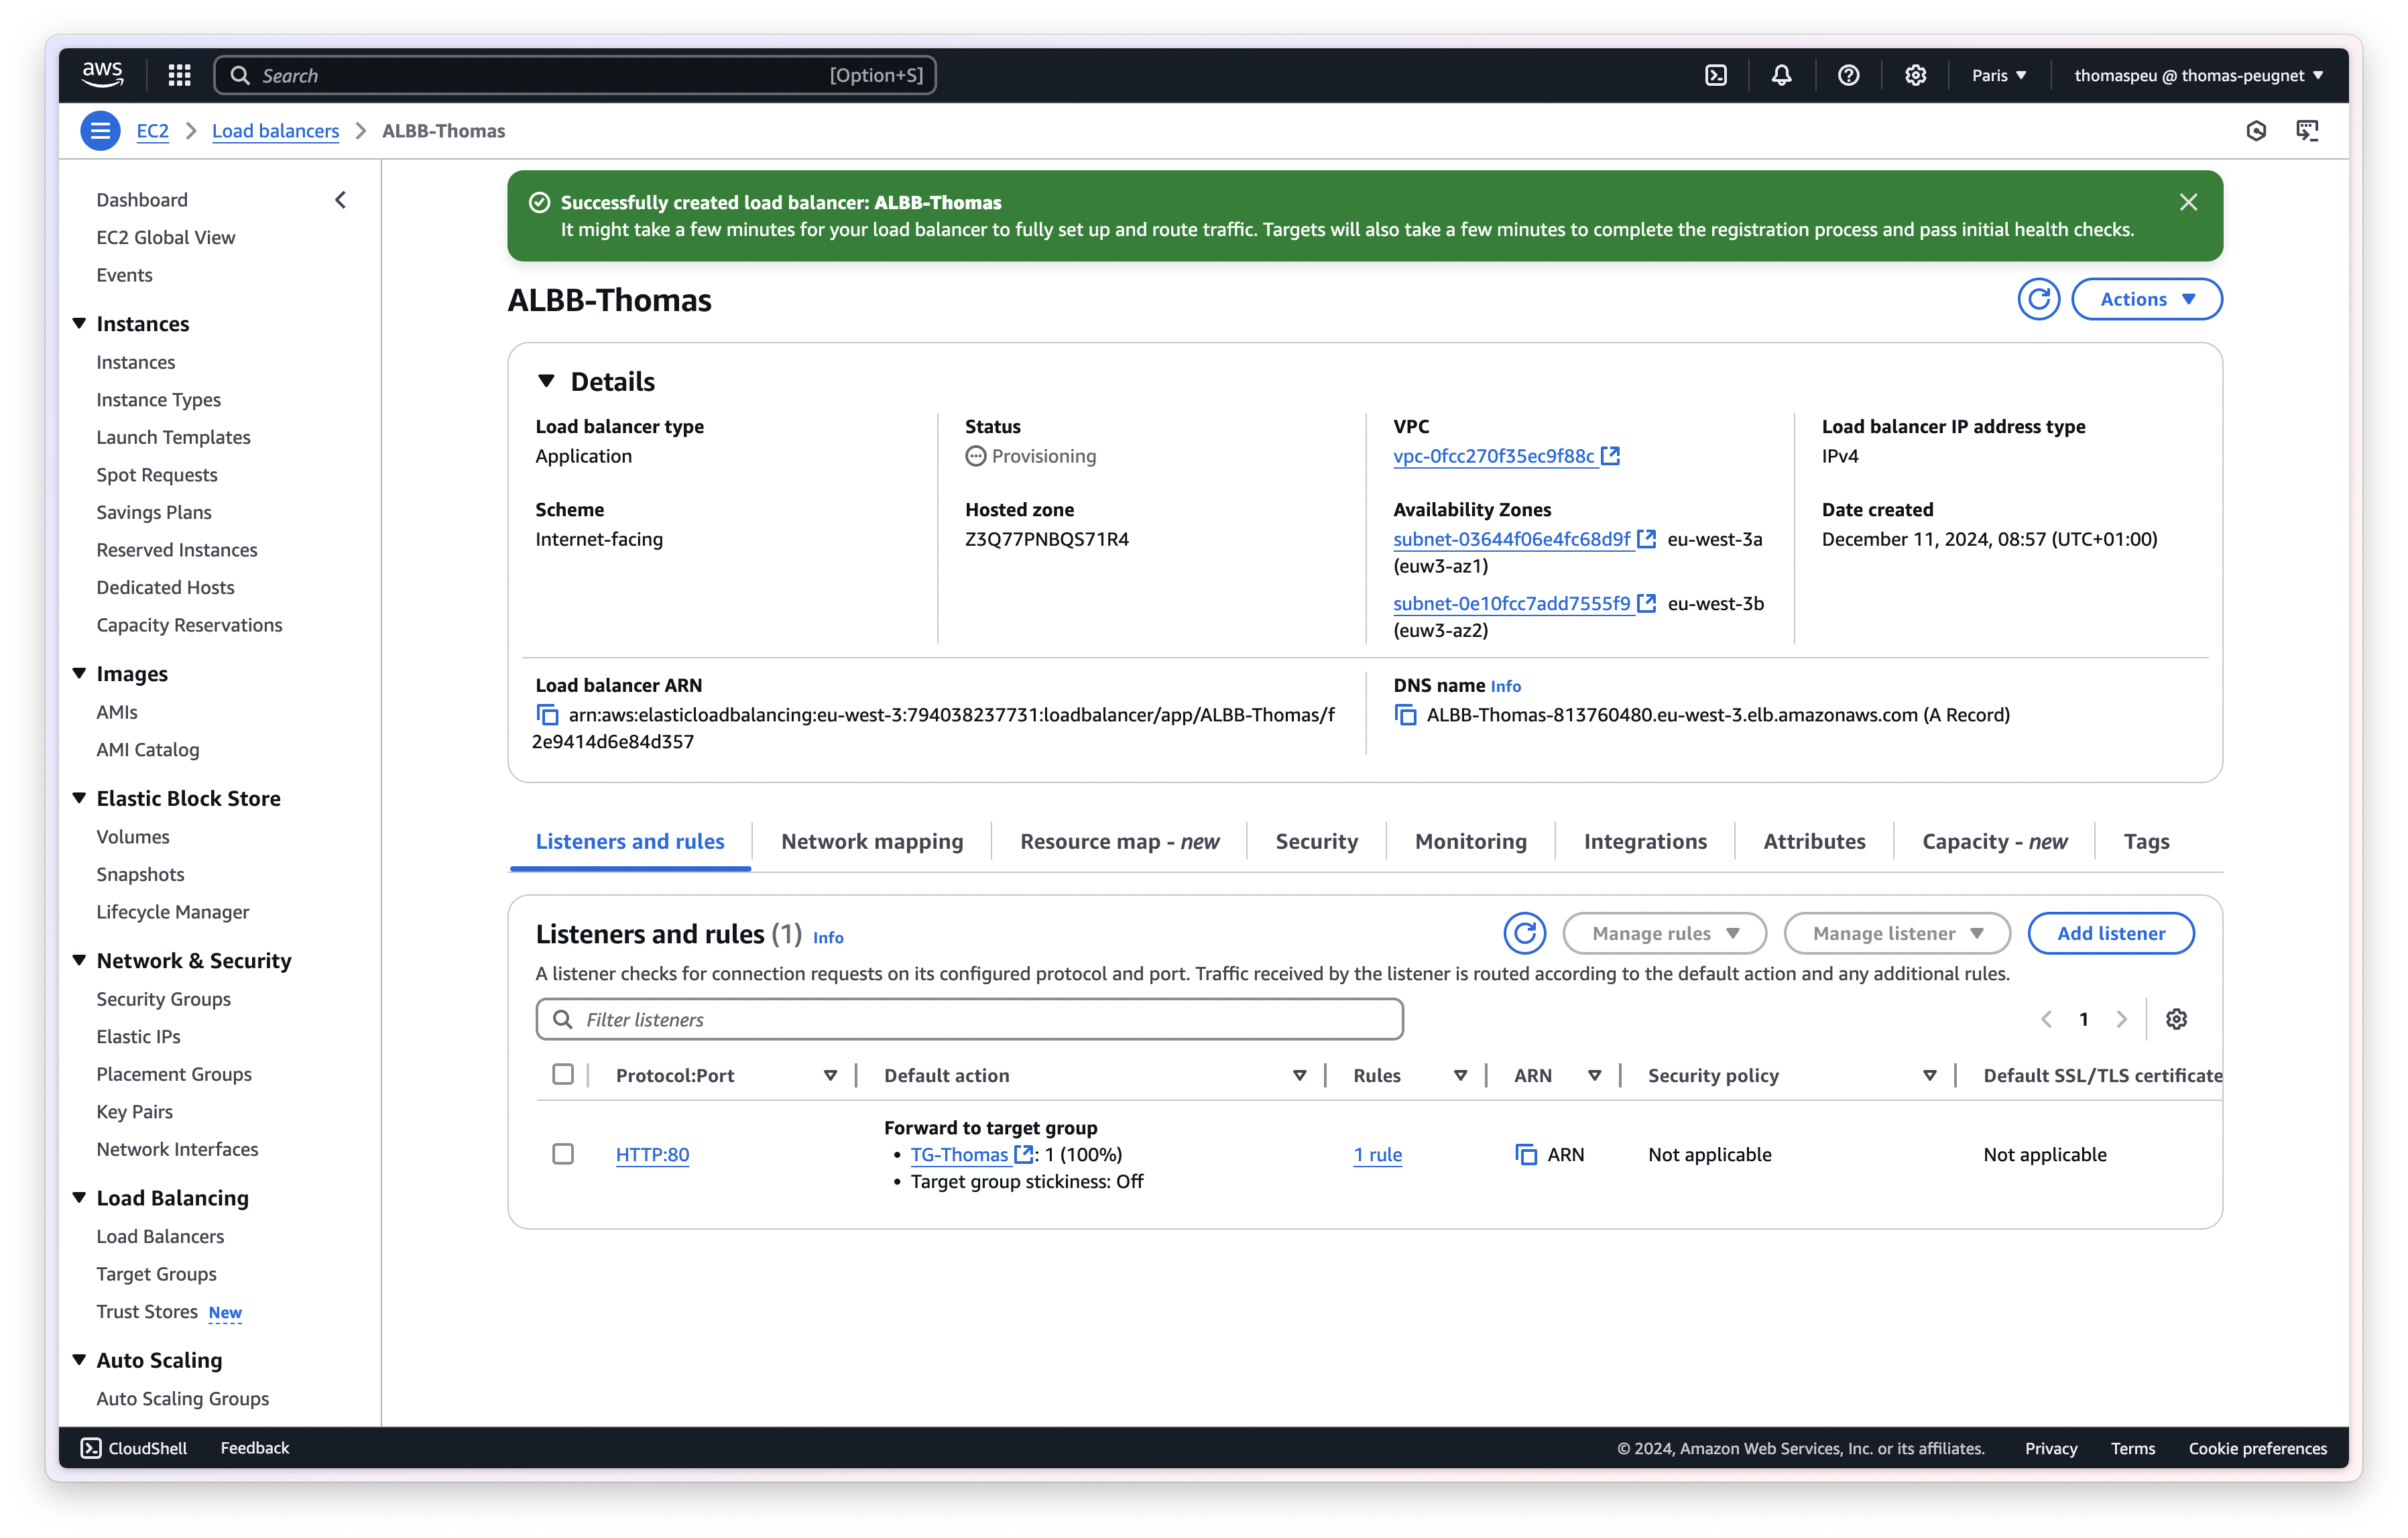 aws
Search [Option+S]
Paris
thomaspeu @ thomas-peugnet
EC2 Load balancers ALBB-Thomas
Dashboard
EC2 Global View
Events
Instances
Instances
Instance Types
Launch Templates
Spot Requests
Savings Plans
Reserved Instances
Dedicated Hosts
Capacity Reservations
Images
AMIs
AMI Catalog
Elastic Block Store
Volumes
Snapshots
Lifecycle Manager
Network & Security
Security Groups
Elastic IPs
Placement Groups
Key Pairs
Network Interfaces
Load Balancing
Load Balancers
Target Groups
Trust Stores New
Auto Scaling
Auto Scaling Groups
Successfully created load balancer: ALBB-Thomas
It might take a few minutes for your load balancer to fully set up and route traffic. Targets will also take a few minutes to complete the registration process and pass initial health checks.
ALBB-Thomas
Actions
Details
Load balancer type
Application
Scheme
Internet-facing
Status
Provisioning
Hosted zone
Z3Q77PNBQS71R4
VPC
vpc-0fcc270f35ec9f88c
Availability Zones
subnet-03644f06e4fc68d9f eu-west-3a
(euw3-az1)
subnet-0e10fcc7add7555f9 eu-west-3b
(euw3-az2)
Load balancer IP address type
IPv4
Date created
December 11, 2024, 08:57 (UTC+01:00)
Load balancer ARN
arn:aws:elasticloadbalancing:eu-west-3:794038237731:loadbalancer/app/ALBB-Thomas/f
2e9414d6e84d357
DNS name Info
ALBB-Thomas-813760480.eu-west-3.elb.amazonaws.com (A Record)
Listeners and rules Network mapping Resource map - new Security Monitoring Integrations Attributes Capacity - new Tags
Listeners and rules (1) Info
Manage rules
Manage listener
Add listener
A listener checks for connection requests on its configured protocol and port. Traffic received by the listener is routed according to the default action and any additional rules.
Filter listeners
1
Protocol:Port Default action Rules ARN Security policy Default SSL/TLS certificate
HTTP:80
Forward to target group
• TG-Thomas : 1 (100%)
• Target group stickiness: Off
1 rule
ARN
Not applicable
Not applicable
CloudShell Feedback
© 2024, Amazon Web Services, Inc. or its affiliates. Privacy Terms Cookie preferences